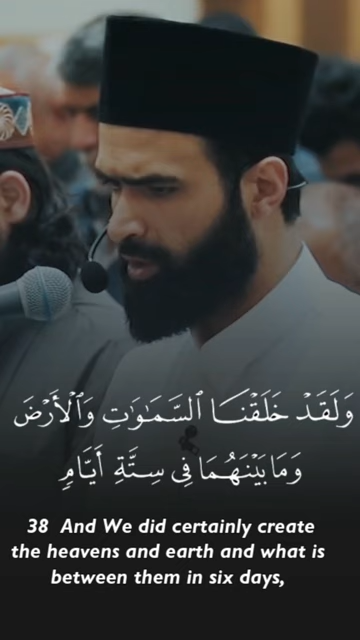 وَلَقَدْ خَلَقْنَا ٱلسَّمَٰوَٰتِ وَٱلْأَرْضَ
وَمَا بَيْنَهُمَا فِى سِتَّةِ أَيَّامٍ
38 And We did certainly create
the heavens and earth and what is
between them in six days,